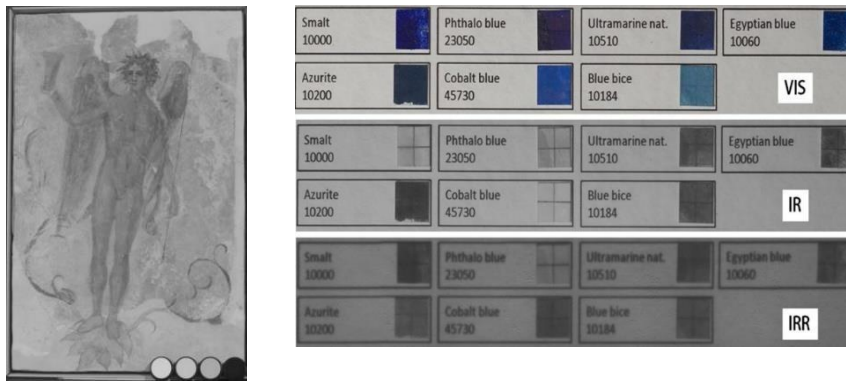 Smalt
10000
Phthalo blue
23050
Ultramarine nat.
10510
Egyptian blue
10060
Azurite
10200
Cobalt blue
45730
Blue bice
10184
VIS
Smalt
10000
Phthalo blue
23050
Ultramarine nat.
10510
Egyptian blue
10060
Azurite
10200
Cobalt blue
45730
Blue bice
10184
IR
Smalt
10000
Phthalo blue
23050
Ultramarine nat.
10510
Egyptian blue
10060
Azurite
10200
Cobalt blue
45730
Blue bice
10184
IRR